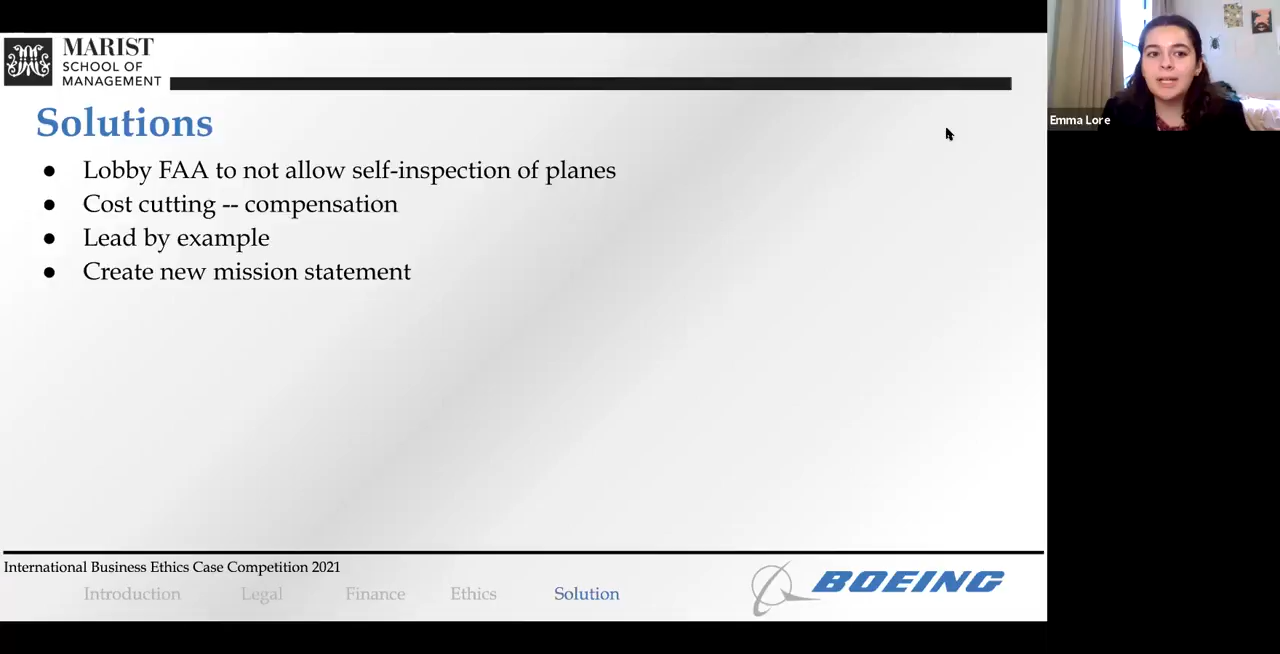 MARIST
SCHOOL OF
MANAGEMENT
Solutions
● Lobby FAA to not allow self-inspection of planes
● Cost cutting -- compensation
● Lead by example
● Create new mission statement
International Business Ethics Case Competition 2021
Introduction Legal Finance Ethics Solution
BOEING
Emma Lore